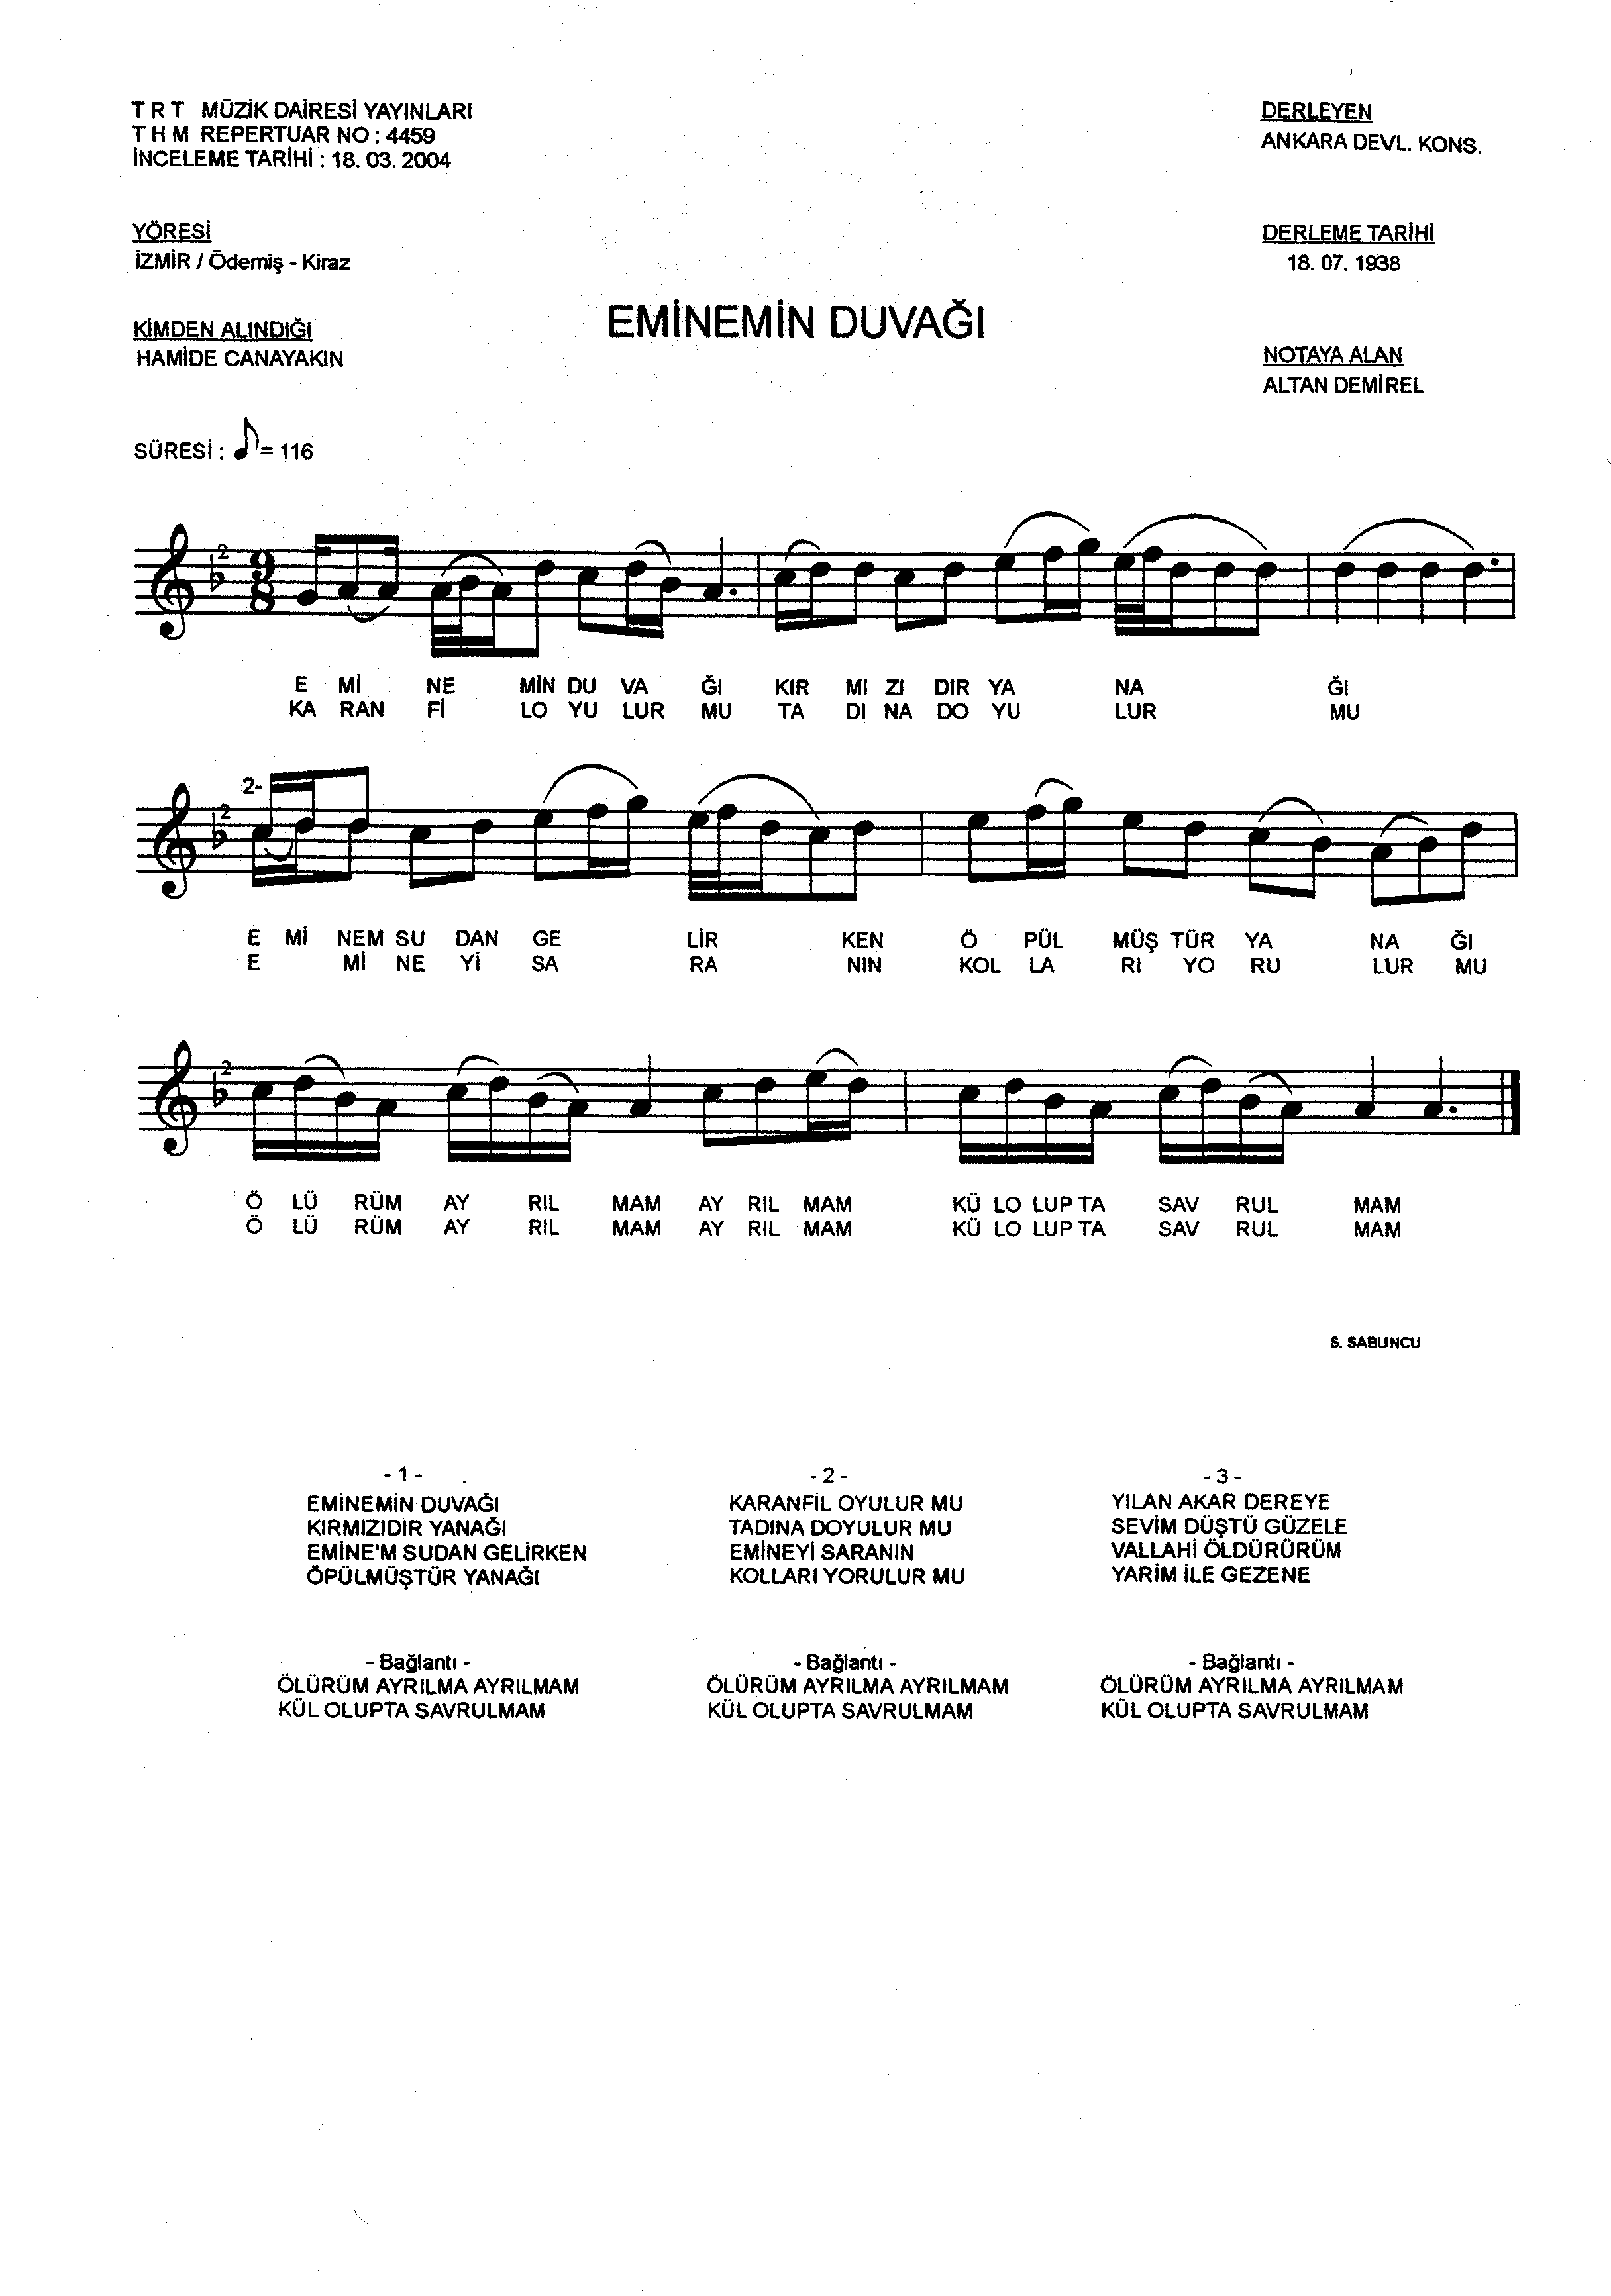 T R T MÜZİK DAİRESİ YAYINLARI
T H M REPERTUAR NO : 4459
İNCELEME TARİHİ : 18. 03. 2004
DERLEYEN
ANKARA DEVL. KONS.
YÖRESİ
İZMİR / Ödemiş - Kiraz
DERLEME TARİHİ
18. 07. 1938
EMİNEMİN DUVAĞI
KİMDEN ALINDIĞI
HAMİDE CANAYAKIN
NOTAYA ALAN
ALTAN DEMİREL
SÜRESİ : ♪= 116
2
9
8
E Mİ NE MİN DU VA ĞI KIR MI ZI DIR YA NA ĞI
KA RAN Fİ LO YU LUR MU TA DI NA DO YU LUR MU
2 2-
E Mİ NEM SU DAN GE LİR KEN Ö PÜL MÜŞ TÜR YA NA ĞI
E Mİ NE Yİ SA RA NIN KOL LA RI YO RU LUR MU
2
Ö LÜ RÜM AY RIL MAM AY RIL MAM KÜ LO LUP TA SAV RUL MAM
Ö LÜ RÜM AY RIL MAM AY RIL MAM KÜ LO LUP TA SAV RUL MAM
S. SABUNCU
- 1 -
EMİNEMİN DUVAĞI
KIRMIZIDIR YANAĞI
EMİNE'M SUDAN GELİRKEN
ÖPÜLMÜŞTÜR YANAĞI
- Bağlantı -
ÖLÜRÜM AYRILMA AYRILMAM
KÜL OLUPTA SAVRULMAM
- 2 -
KARANFİL OYULUR MU
TADINA DOYULUR MU
EMİNEYİ SARANIN
KOLLARI YORULUR MU
- Bağlantı -
ÖLÜRÜM AYRILMA AYRILMAM
KÜL OLUPTA SAVRULMAM
- 3 -
YILAN AKAR DEREYE
SEVİM DÜŞTÜ GÜZELE
VALLAHİ ÖLDÜRÜRÜM
YARİM İLE GEZENE
- Bağlantı -
ÖLÜRÜM AYRILMA AYRILMAM
KÜL OLUPTA SAVRULMAM